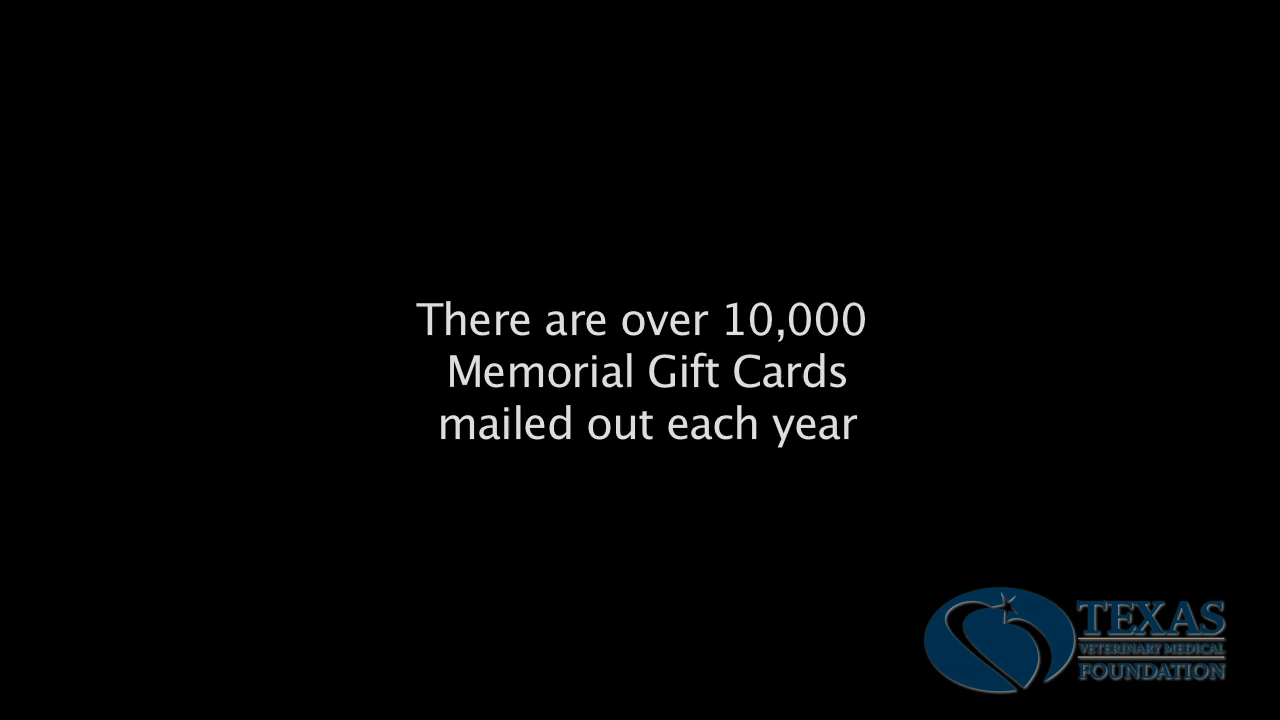 There are over 10,000
Memorial Gift Cards
mailed out each year
TEXAS
VETERINARY MEDICAL
FOUNDATION